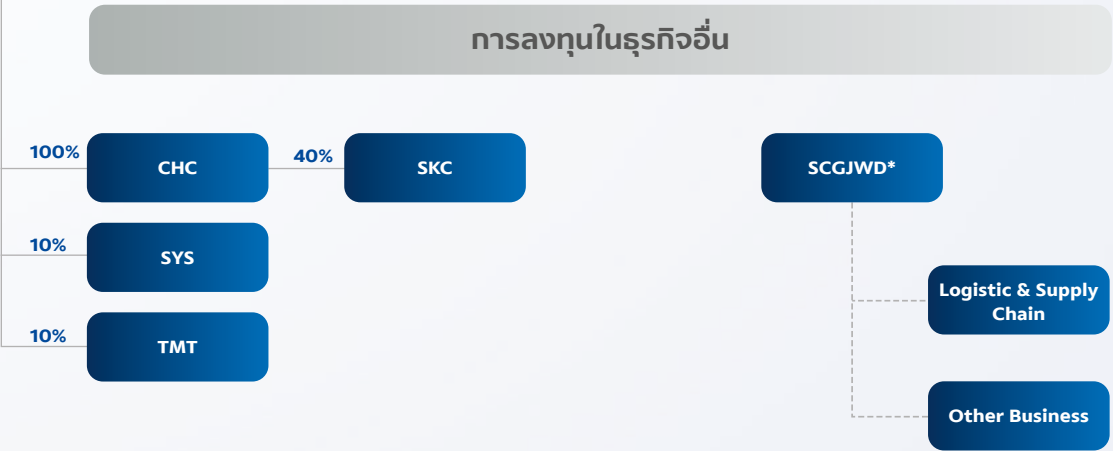 การลงทุนในธุรกิจอื่น
100%
CHC
40%
SKC
SCGJWD*
10%
SYS
Logistic & Supply
Chain
10%
TMT
Other Business